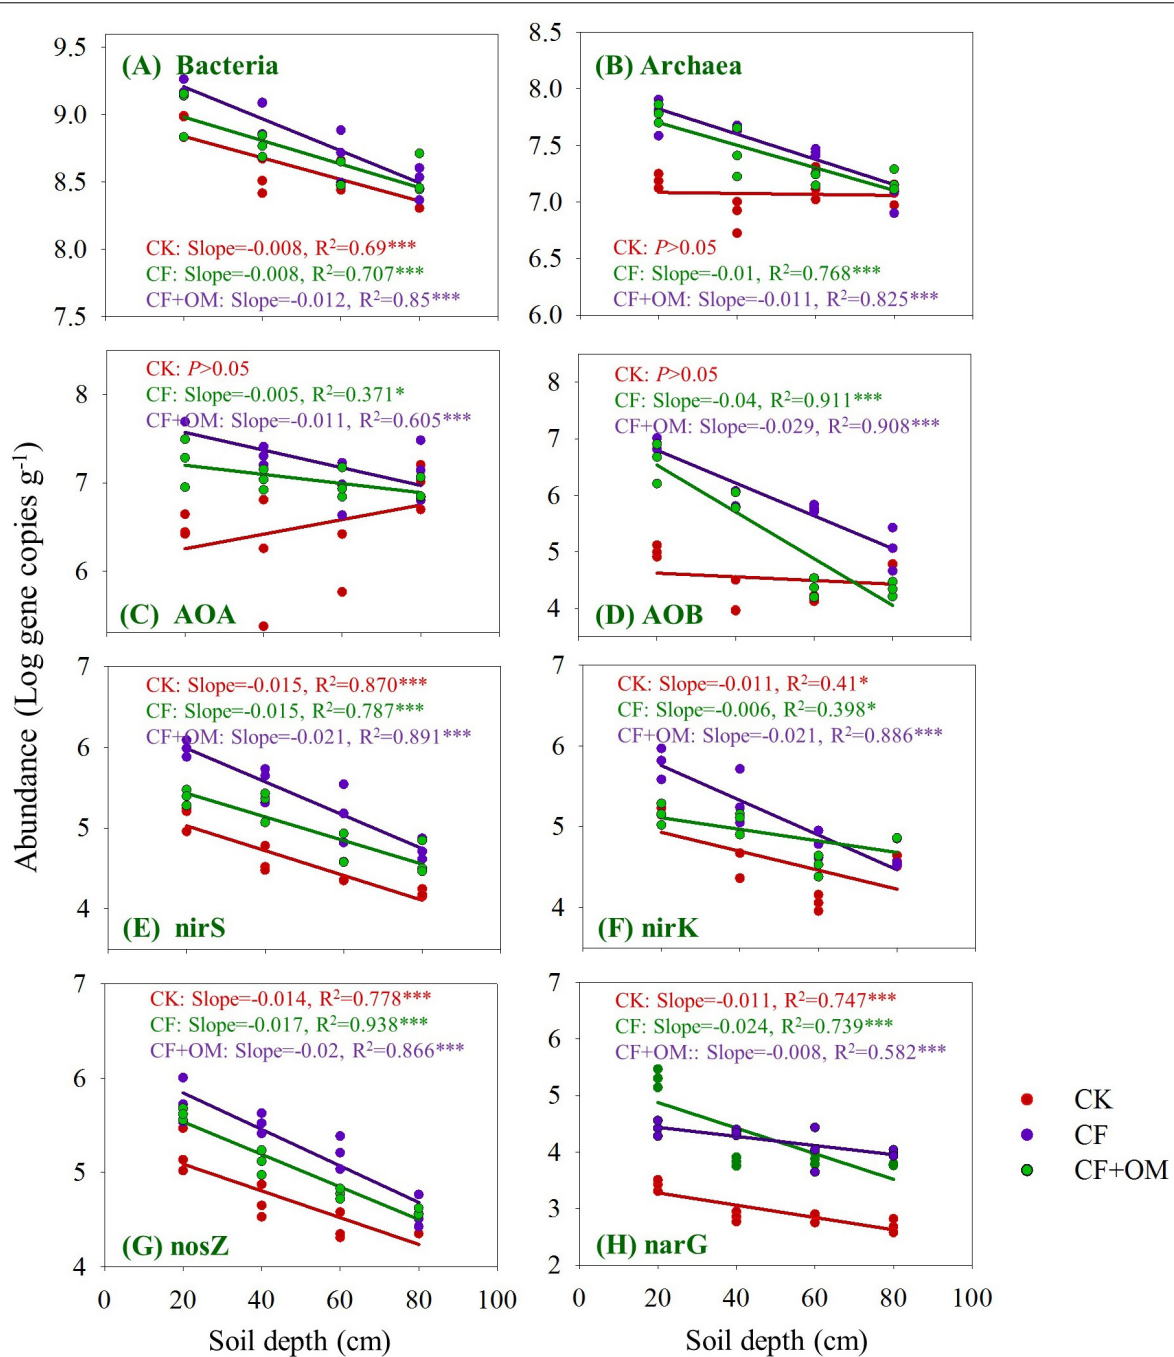 Abundance (Log gene copies g-1)
9.5
9.0
8.5
8.0
7.5
(A) Bacteria
CK: Slope=-0.008, R2=0.69***
CF: Slope=-0.008, R2=0.707***
CF+OM: Slope=-0.012, R2=0.85***
8.5
8.0
7.5
7.0
6.5
6.0
(B) Archaea
CK: P>0.05
CF: Slope=-0.01, R2=0.768***
CF+OM: Slope=-0.011, R2=0.825***
8
7
6
CK: P>0.05
CF: Slope=-0.005, R2=0.371*
CF+OM: Slope=-0.011, R2=0.605***
(C) AOA
8
7
6
5
4
CK: P>0.05
CF: Slope=-0.04, R2=0.911***
CF+OM: Slope=-0.029, R2=0.908***
(D) AOB
7
6
5
4
CK: Slope=-0.015, R2=0.870***
CF: Slope=-0.015, R2=0.787***
CF+OM: Slope=-0.021, R2=0.891***
(E) nirS
7
6
5
4
CK: Slope=-0.011, R2=0.41*
CF: Slope=-0.006, R2=0.398*
CF+OM: Slope=-0.021, R2=0.886***
(F) nirK
7
6
5
4
CK: Slope=-0.014, R2=0.778***
CF: Slope=-0.017, R2=0.938***
CF+OM: Slope=-0.02, R2=0.866***
(G) nosZ
0 20 40 60 80 100
Soil depth (cm)
7
6
5
4
3
2
CK: Slope=-0.011, R2=0.747***
CF: Slope=-0.024, R2=0.739***
CF+OM:: Slope=-0.008, R2=0.582***
(H) narG
0 20 40 60 80 100
Soil depth (cm)
CK
CF
CF+OM